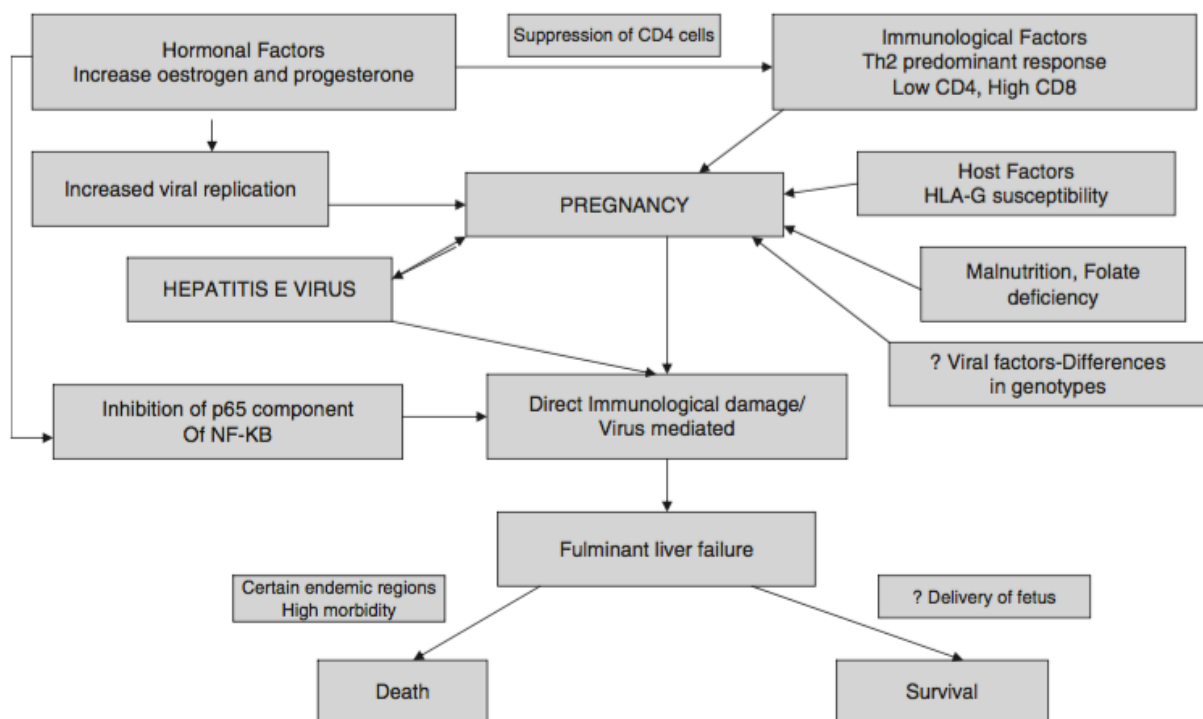 Hormonal Factors
Increase oestrogen and progesterone
Suppression of CD4 cells
Immunological Factors
Th2 predominant response
Low CD4, High CD8
Increased viral replication
PREGNANCY
Host Factors
HLA-G susceptibility
HEPATITIS E VIRUS
Malnutrition, Folate
deficiency
? Viral factors-Differences
in genotypes
Inhibition of p65 component
Of NF-KB
Direct Immunological damage/
Virus mediated
Fulminant liver failure
Certain endemic regions
High morbidity
? Delivery of fetus
Death
Survival